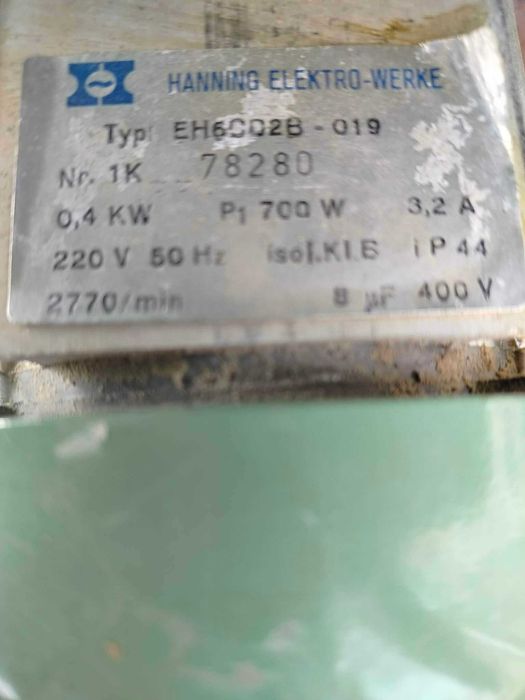 HANNING ELEKTRO-WERKE
Typ EH6002B - 019
Nr. 1K 78280
0,4 KW P1 700 W 3,2 A
220 V 50 Hz isol.Kl.B iP 44
2770/min 8 µF 400 V